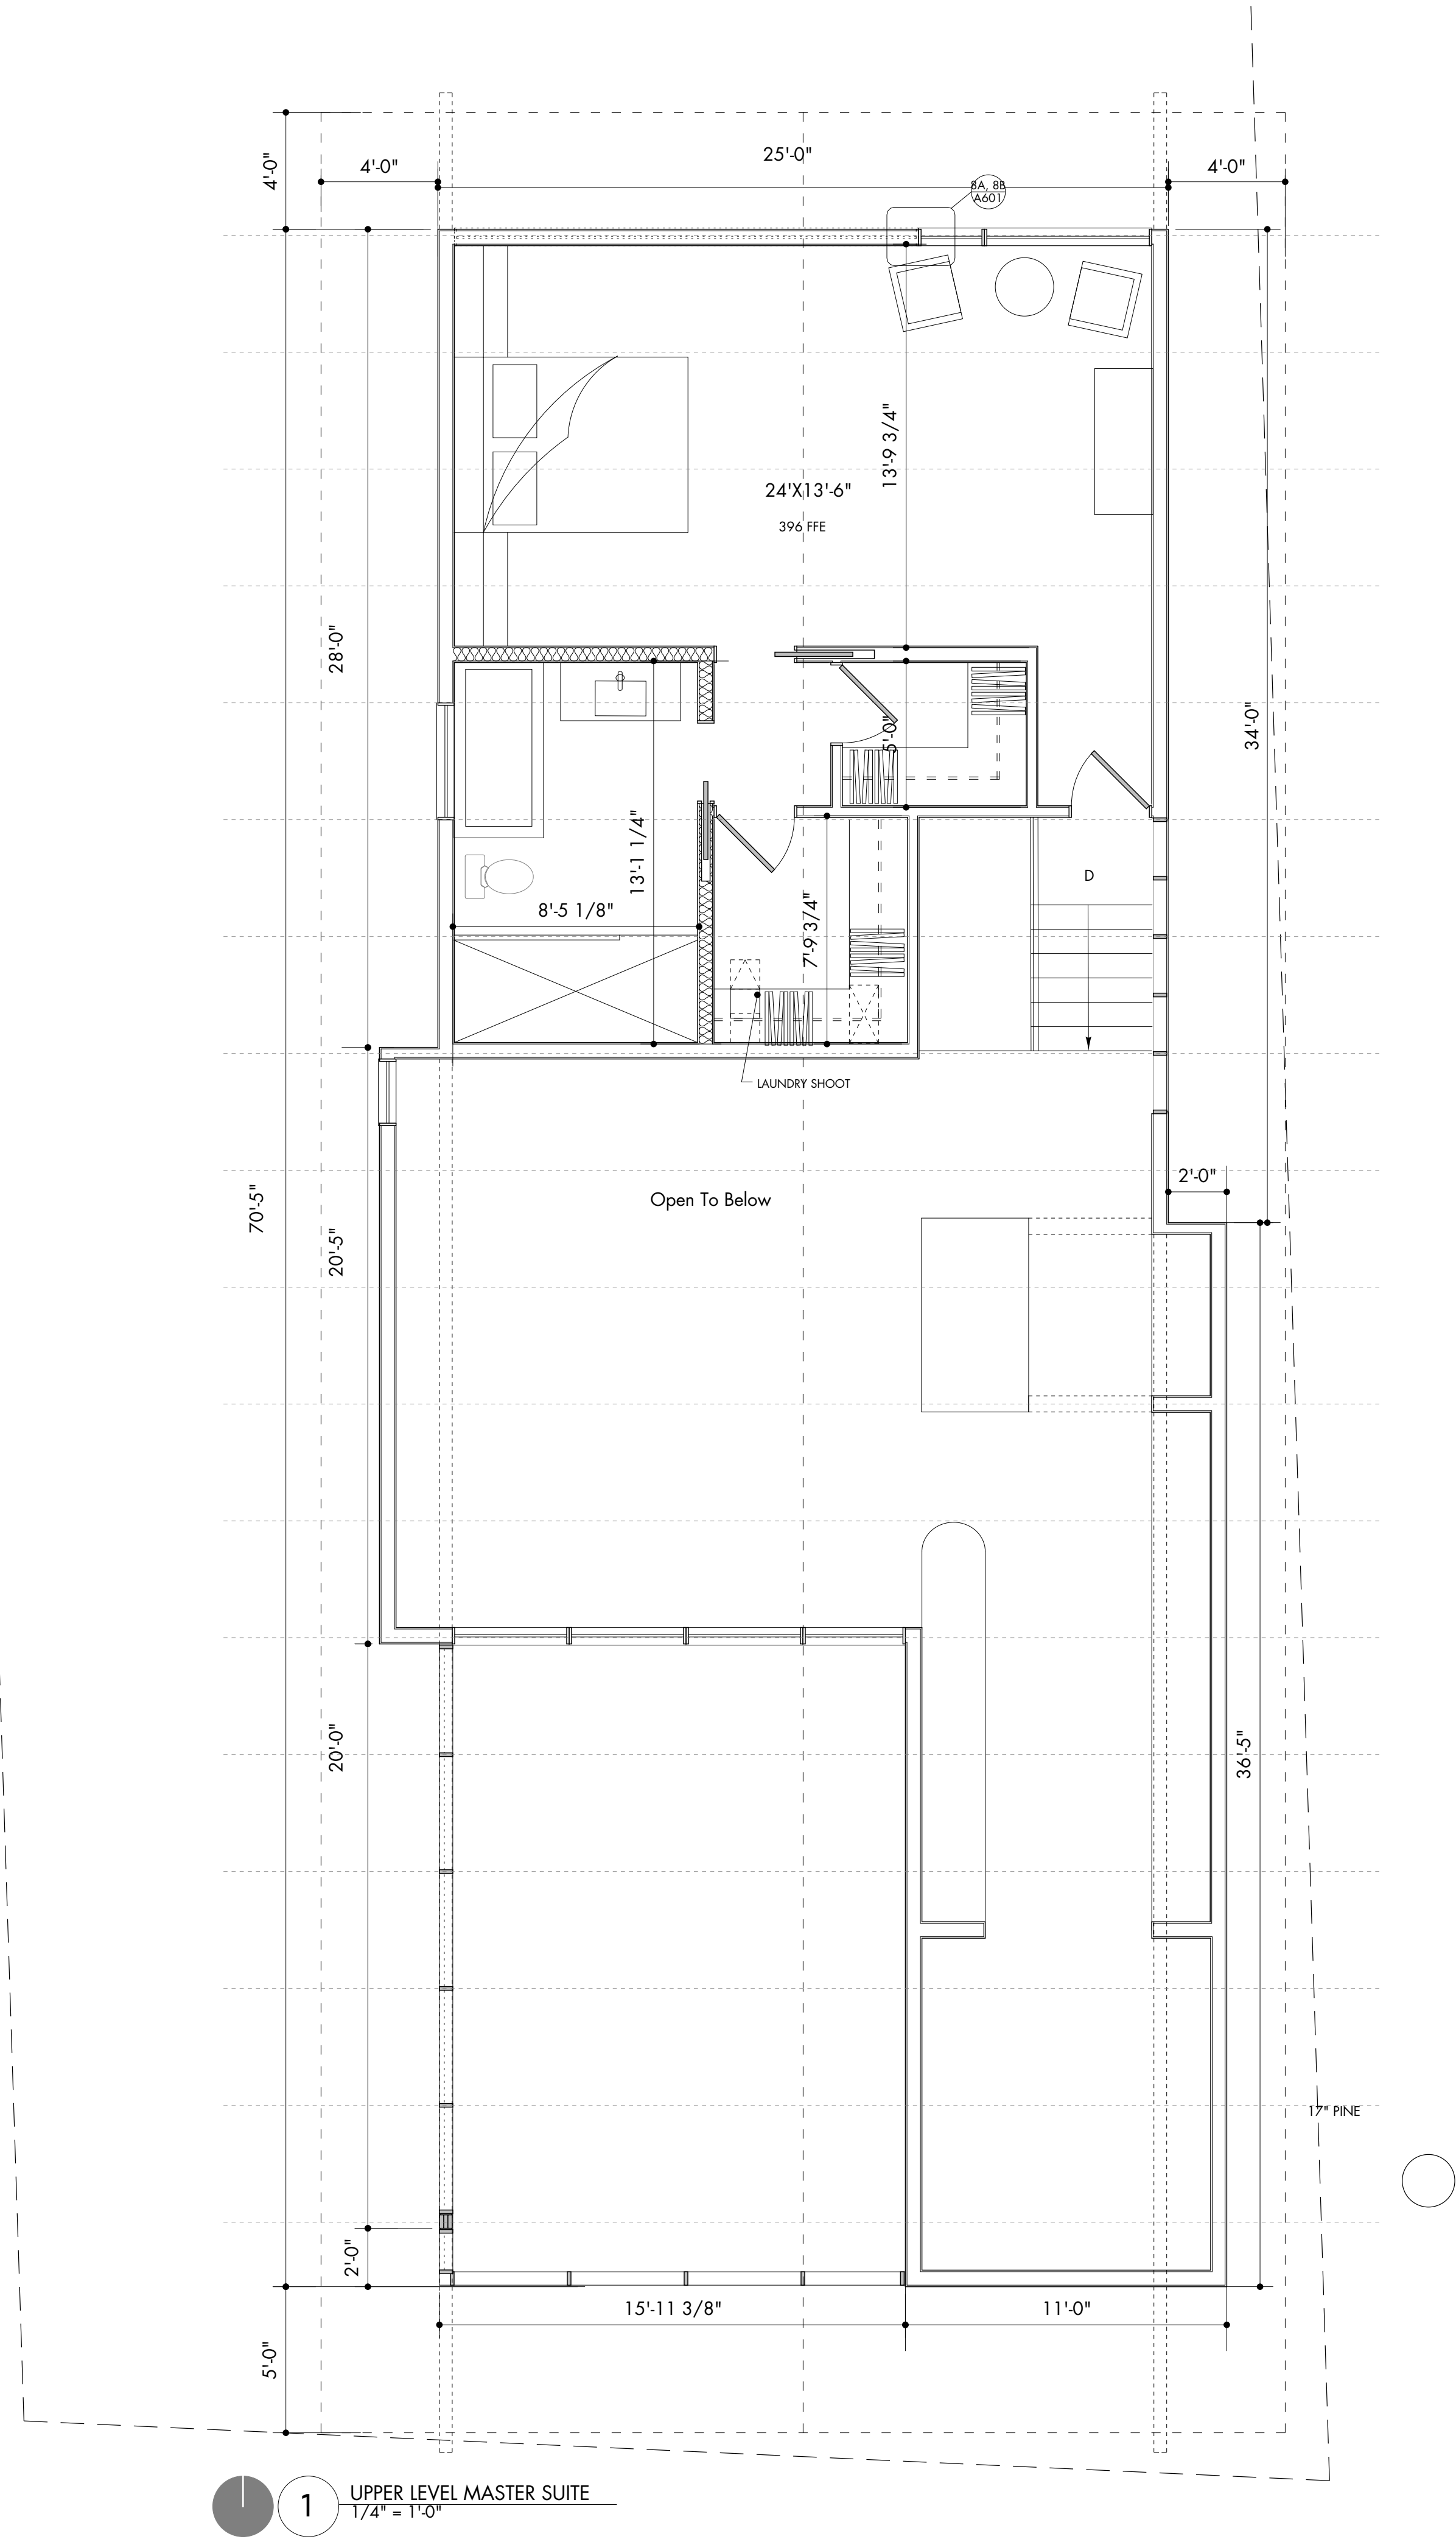 4'-0"
4'-0"
25'-0"
4'-0"
8A, 8B
A601
13'-9 3/4"
24'X13'-6"
396 FFE
28'-0"
34'-0"
5'-0"
13'-1 1/4"
8'-5 1/8"
7'-9 3/4"
D
LAUNDRY SHOOT
2'-0"
Open To Below
70'-5"
20'-5"
20'-0"
36'-5"
17" PINE
2'-0"
15'-11 3/8"
11'-0"
5'-0"
1
UPPER LEVEL MASTER SUITE
1/4" = 1'-0"